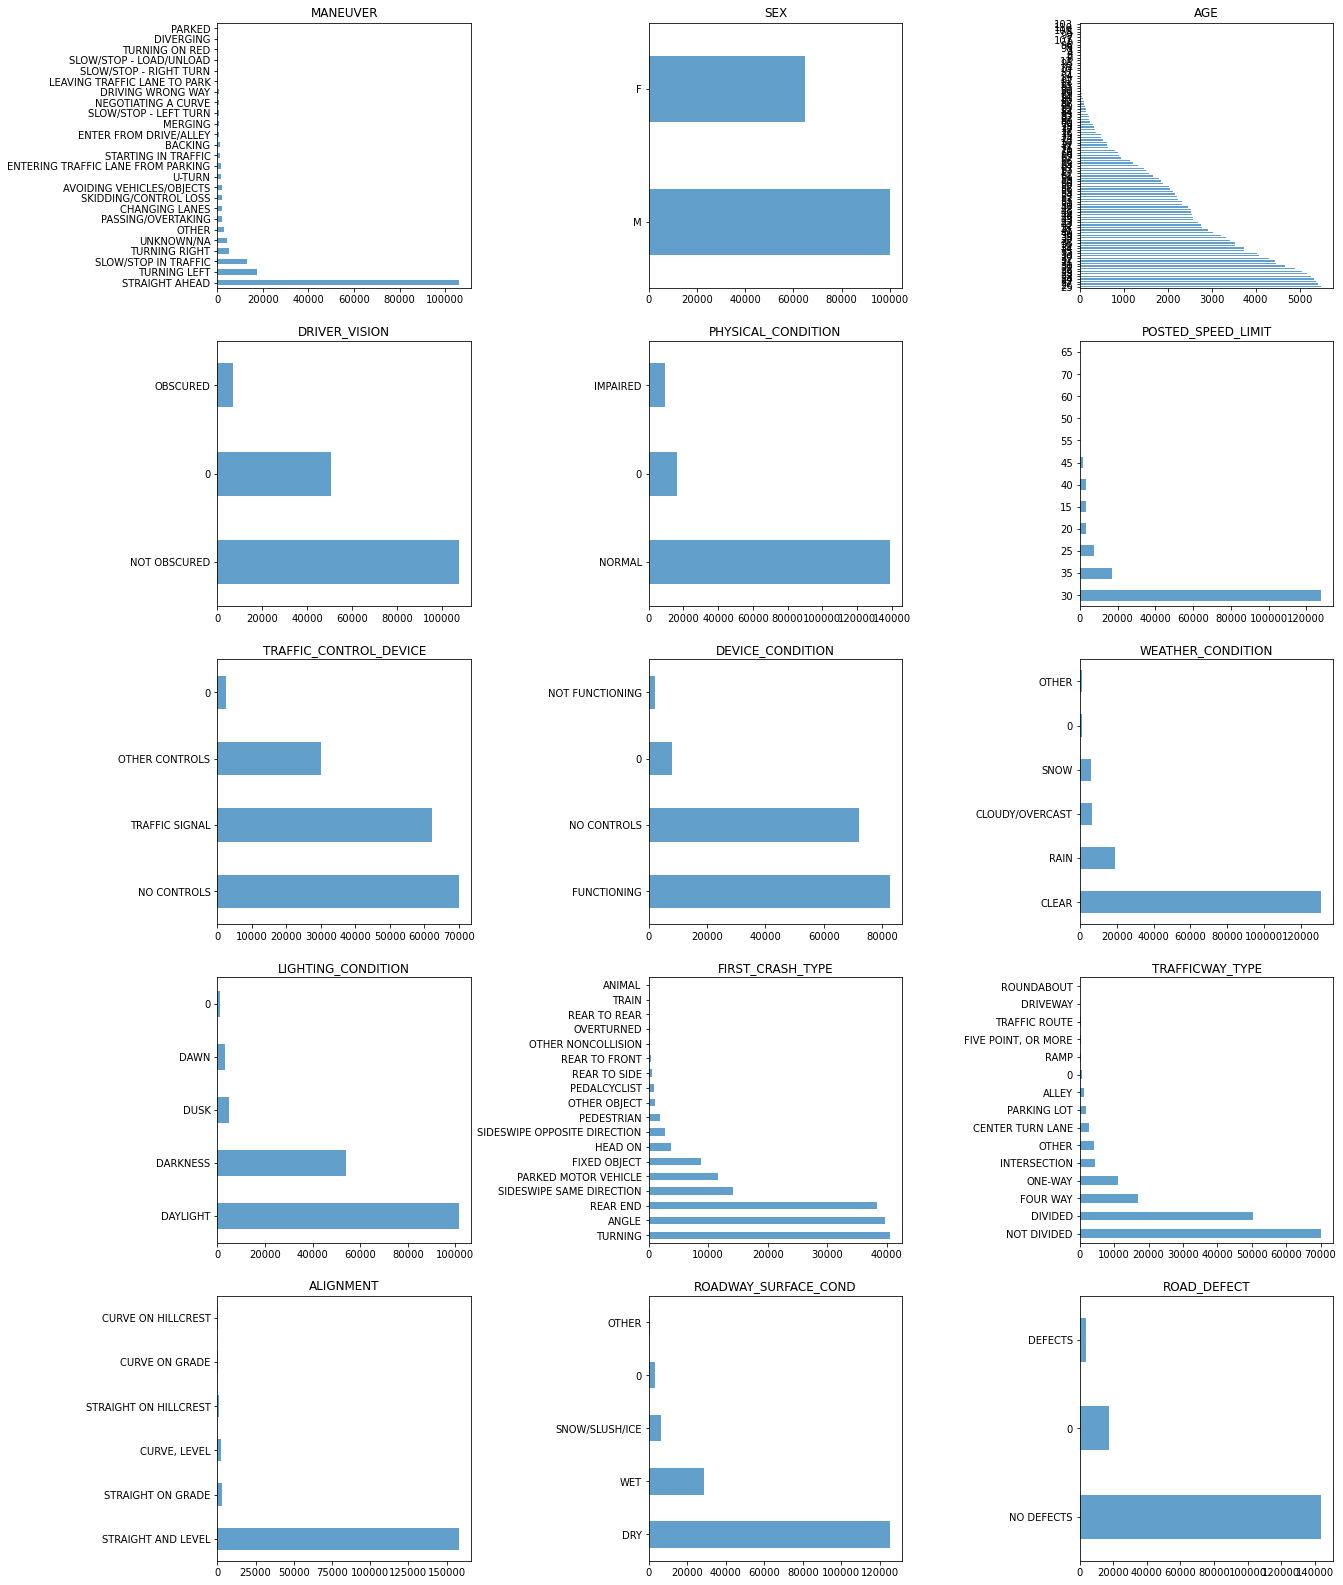 MANEUVER
PARKED
DIVERGING
TURNING ON RED
SLOW/STOP - LOAD/UNLOAD
SLOW/STOP - RIGHT TURN
LEAVING TRAFFIC LANE TO PARK
DRIVING WRONG WAY
NEGOTIATING A CURVE
SLOW/STOP - LEFT TURN
MERGING
ENTER FROM DRIVE/ALLEY
BACKING
STARTING IN TRAFFIC
ENTERING TRAFFIC LANE FROM PARKING
U-TURN
AVOIDING VEHICLES/OBJECTS
SKIDDING/CONTROL LOSS
CHANGING LANES
PASSING/OVERTAKING
OTHER
UNKNOWN/NA
TURNING RIGHT
SLOW/STOP IN TRAFFIC
TURNING LEFT
STRAIGHT AHEAD
0 20000 40000 60000 80000 100000
SEX
F
M
0 20000 40000 60000 80000 100000
AGE
0 1000 2000 3000 4000 5000
DRIVER_VISION
OBSCURED
0
NOT OBSCURED
0 20000 40000 60000 80000 100000
PHYSICAL_CONDITION
IMPAIRED
0
NORMAL
0 20000 40000 60000 80000 100000 120000 140000
POSTED_SPEED_LIMIT
65
70
60
50
55
45
40
15
20
25
35
30
0 20000 40000 60000 80000 100000 120000
TRAFFIC_CONTROL_DEVICE
0
OTHER CONTROLS
TRAFFIC SIGNAL
NO CONTROLS
0 10000 20000 30000 40000 50000 60000 70000
DEVICE_CONDITION
NOT FUNCTIONING
0
NO CONTROLS
FUNCTIONING
0 20000 40000 60000 80000
WEATHER_CONDITION
OTHER
0
SNOW
CLOUDY/OVERCAST
RAIN
CLEAR
0 20000 40000 60000 80000 100000 120000
LIGHTING_CONDITION
0
DAWN
DUSK
DARKNESS
DAYLIGHT
0 20000 40000 60000 80000 100000
FIRST_CRASH_TYPE
ANIMAL
TRAIN
REAR TO REAR
OVERTURNED
OTHER NONCOLLISION
REAR TO FRONT
REAR TO SIDE
PEDALCYCLIST
OTHER OBJECT
PEDESTRIAN
SIDESWIPE OPPOSITE DIRECTION
HEAD ON
FIXED OBJECT
PARKED MOTOR VEHICLE
SIDESWIPE SAME DIRECTION
REAR END
ANGLE
TURNING
0 10000 20000 30000 40000
TRAFFICWAY_TYPE
ROUNDABOUT
DRIVEWAY
TRAFFIC ROUTE
FIVE POINT, OR MORE
RAMP
0
ALLEY
PARKING LOT
CENTER TURN LANE
OTHER
INTERSECTION
ONE-WAY
FOUR WAY
DIVIDED
NOT DIVIDED
0 10000 20000 30000 40000 50000 60000 70000
ALIGNMENT
CURVE ON HILLCREST
CURVE ON GRADE
STRAIGHT ON HILLCREST
CURVE, LEVEL
STRAIGHT ON GRADE
STRAIGHT AND LEVEL
0 25000 50000 75000 100000 125000 150000
ROADWAY_SURFACE_COND
OTHER
0
SNOW/SLUSH/ICE
WET
DRY
0 20000 40000 60000 80000 100000 120000
ROAD_DEFECT
DEFECTS
0
NO DEFECTS
0 20000 40000 60000 80000 100000 120000 140000